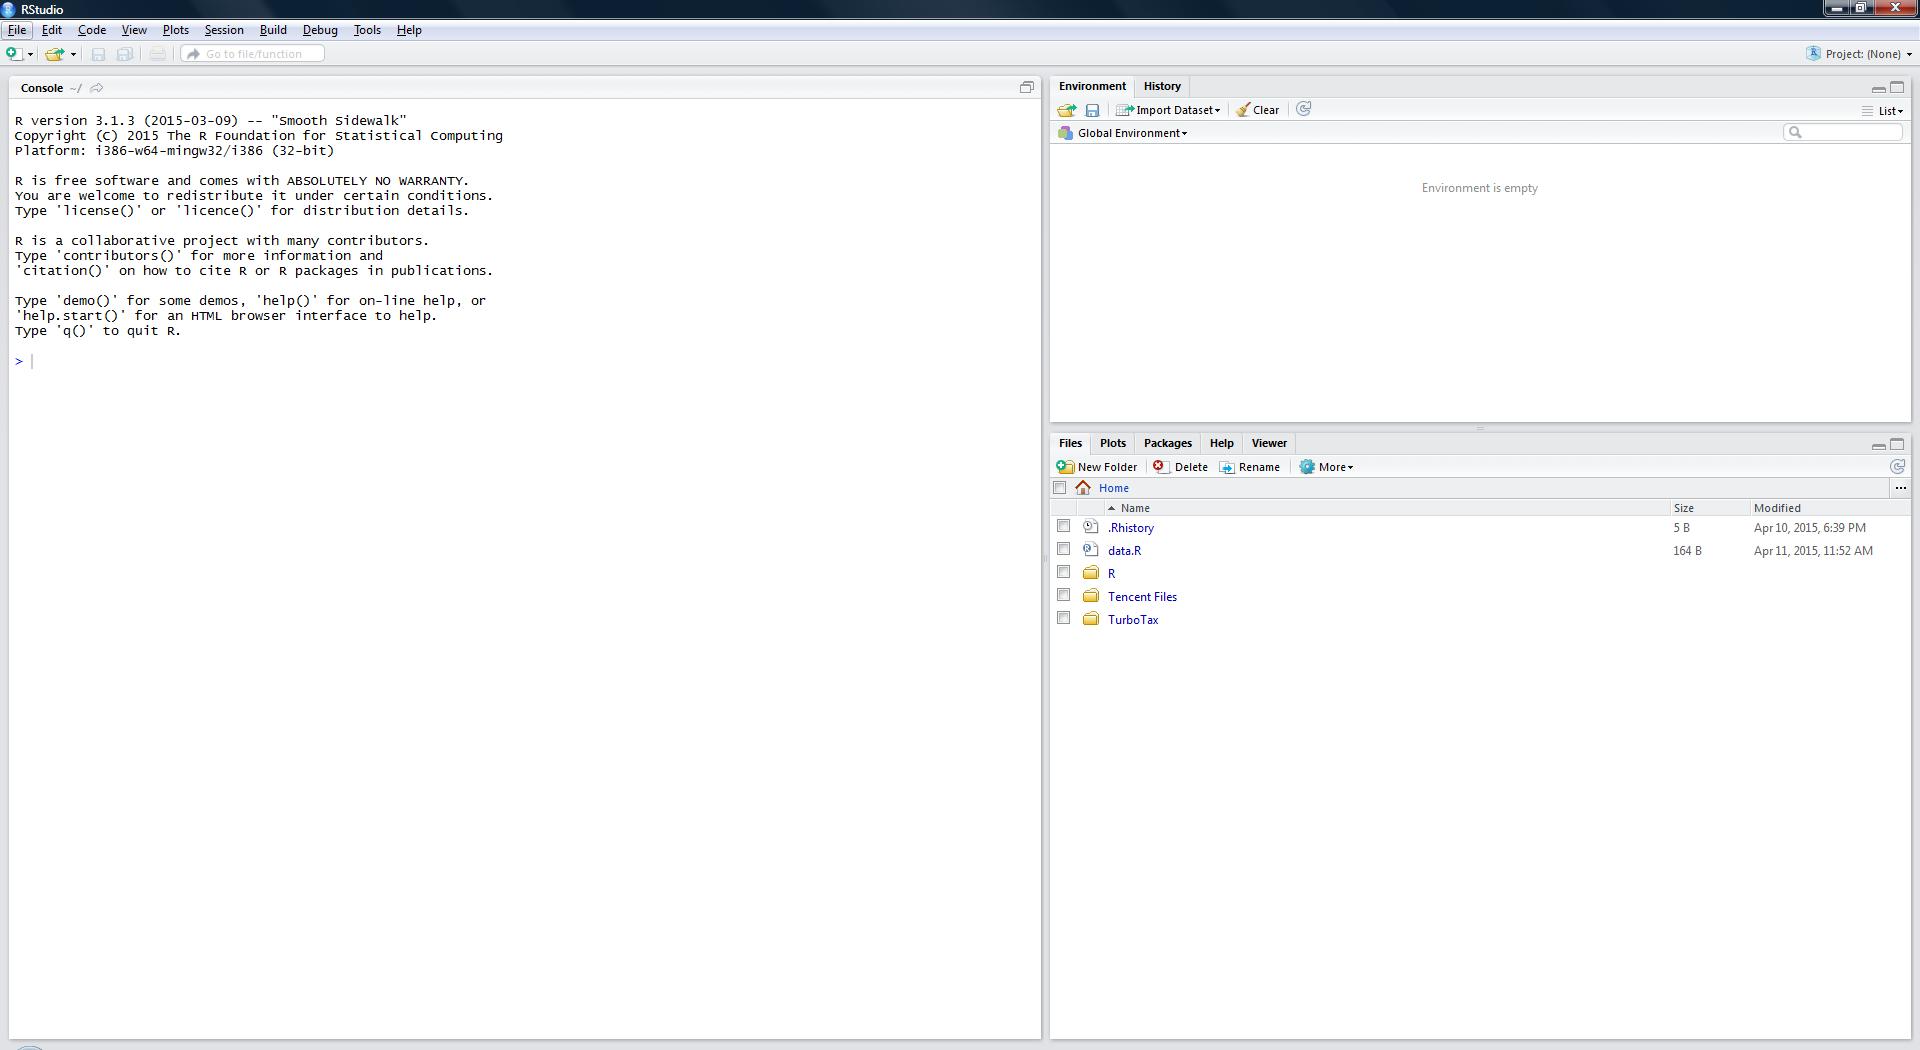 RStudio
File Edit Code View Plots Session Build Debug Tools Help
Go to file/function Project: (None)
Console ~/
R version 3.1.3 (2015-03-09) -- "Smooth Sidewalk"
Copyright (C) 2015 The R Foundation for Statistical Computing
Platform: i386-w64-mingw32/i386 (32-bit)
R is free software and comes with ABSOLUTELY NO WARRANTY.
You are welcome to redistribute it under certain conditions.
Type 'license()' or 'licence()' for distribution details.
R is a collaborative project with many contributors.
Type 'contributors()' for more information and
'citation()' on how to cite R or R packages in publications.
Type 'demo()' for some demos, 'help()' for on-line help, or
'help.start()' for an HTML browser interface to help.
Type 'q()' to quit R.
>
Environment History
Import Dataset Clear List
Global Environment
Environment is empty
Files Plots Packages Help Viewer
New Folder Delete Rename More
Home ...
Name Size Modified
.Rhistory 5 B Apr 10, 2015, 6:39 PM
data.R 164 B Apr 11, 2015, 11:52 AM
R
Tencent Files
TurboTax